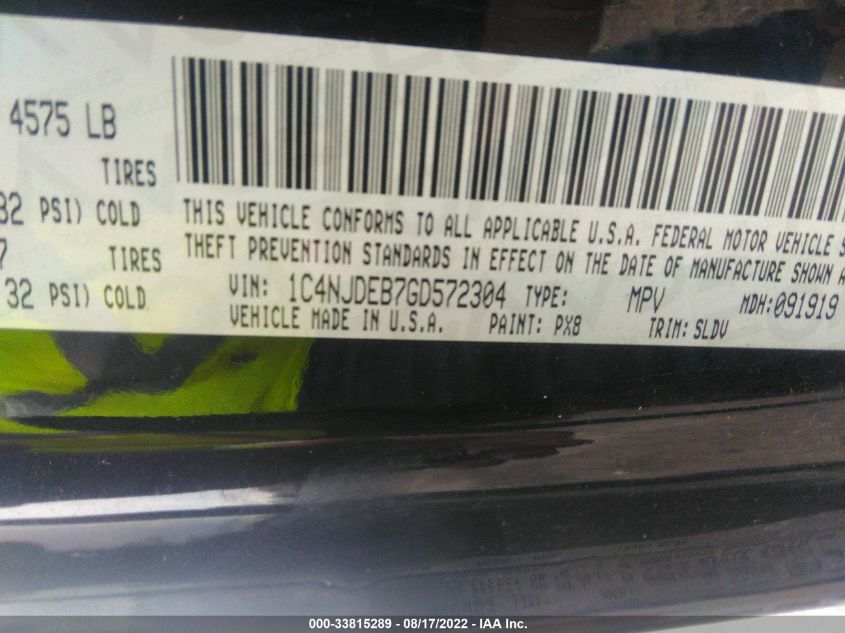 4575 LB
TIRES
32 PSI) COLD
7 TIRES
32 PSI) COLD
THIS VEHICLE CONFORMS TO ALL APPLICABLE U.S.A. FEDERAL MOTOR VEHICLE S
THEFT PREVENTION STANDARDS IN EFFECT ON THE DATE OF MANUFACTURE SHOWN A
VIN: 1C4NJDEB7GD572304 TYPE: MPV MDH:091919
VEHICLE MADE IN U.S.A. PAINT: PX8 TRIM: SLDV
000-33815289 - 08/17/2022 - IAA Inc.